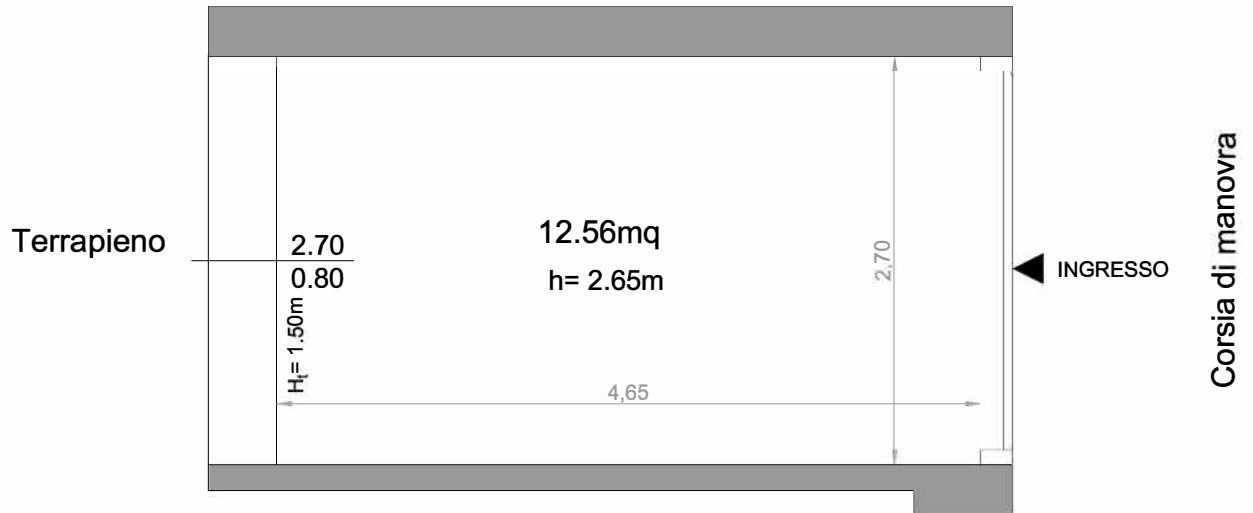 Terrapieno
2.70
0.80
Ht= 1.50m
12.56mq
h= 2.65m
4,65
2,70
INGRESSO
Corsia di manovra